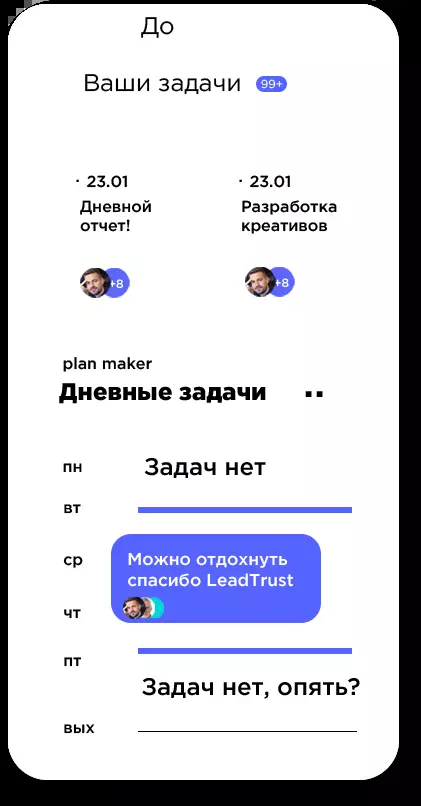 До
Ваши задачи 99+
· 23.01
Дневной
отчет!
+8
· 23.01
Разработка
креативов
+8
plan maker
Дневные задачи ..
пн Задач нет
вт
ср
Можно отдохнуть
спасибо LeadTrust
чт
пт
Задач нет, опять?
вых